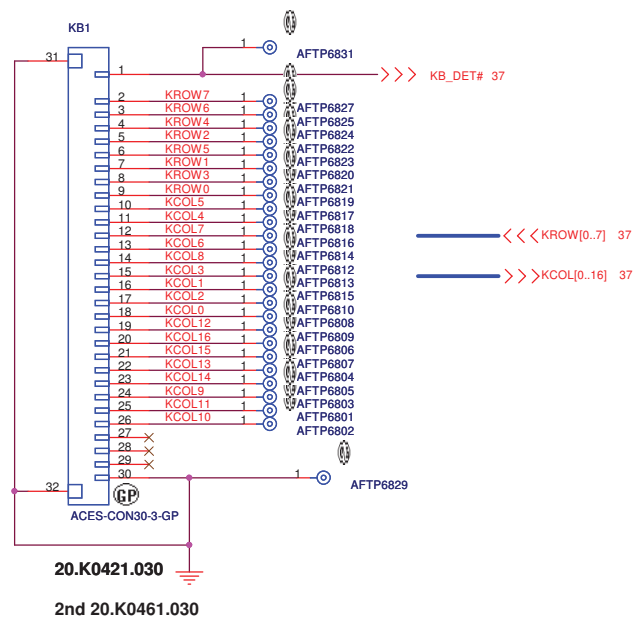 KB1
1 AFTP6831
31
1 KB_DET# 37
2 KROW7 1 AFTP6827
3 KROW6 1 AFTP6825
4 KROW4 1 AFTP6824
5 KROW2 1 AFTP6822
6 KROW5 1 AFTP6823
7 KROW1 1 AFTP6820
8 KROW3 1 AFTP6821
9 KROW0 1 AFTP6819
10 KCOL5 1 AFTP6817
11 KCOL4 1 AFTP6818
12 KCOL7 1 AFTP6816
13 KCOL6 1 AFTP6814
14 KCOL8 1 AFTP6812
15 KCOL3 1 AFTP6813
16 KCOL1 1 AFTP6815
17 KCOL2 1 AFTP6810
18 KCOL0 1 AFTP6808
19 KCOL12 1 AFTP6809
20 KCOL16 1 AFTP6806
21 KCOL15 1 AFTP6807
22 KCOL13 1 AFTP6804
23 KCOL14 1 AFTP6805
24 KCOL9 1 AFTP6803
25 KCOL11 1 AFTP6801
26 KCOL10 1 AFTP6802
27
28
29
30 1 AFTP6829
32
GP
ACES-CON30-3-GP
20.K0421.030
2nd 20.K0461.030
KROW[0..7] 37
KCOL[0..16] 37